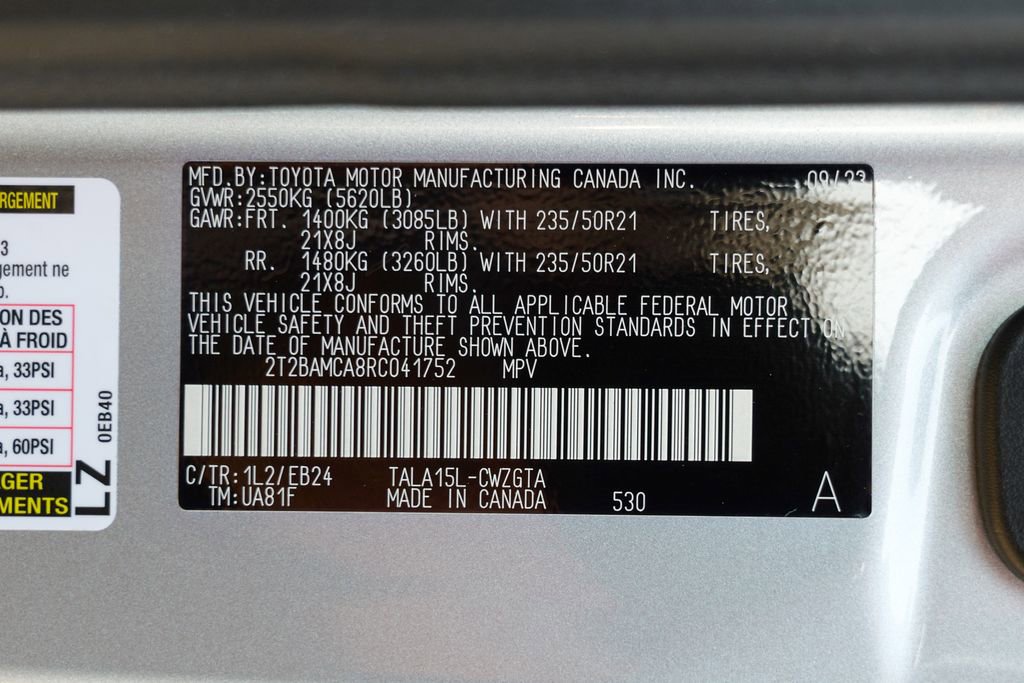 RGEMENT
3
gement ne
o.
ON DES
À FROID
a, 33PSI
a, 33PSI
a, 60PSI
GER
MENTS
LZ
0EB40
MFD.BY:TOYOTA MOTOR MANUFACTURING CANADA INC. 09/23
GVWR:2550KG (5620LB)
GAWR:FRT. 1400KG (3085LB) WITH 235/50R21 TIRES,
21X8J RIMS.
RR. 1480KG (3260LB) WITH 235/50R21 TIRES,
21X8J RIMS.
THIS VEHICLE CONFORMS TO ALL APPLICABLE FEDERAL MOTOR
VEHICLE SAFETY AND THEFT PREVENTION STANDARDS IN EFFECT ON
THE DATE OF MANUFACTURE SHOWN ABOVE.
2T2BAMCA8RC041752 MPV
C/TR:1L2/EB24 TALA15L-CWZGTA
TM:UA81F MADE IN CANADA 530
A